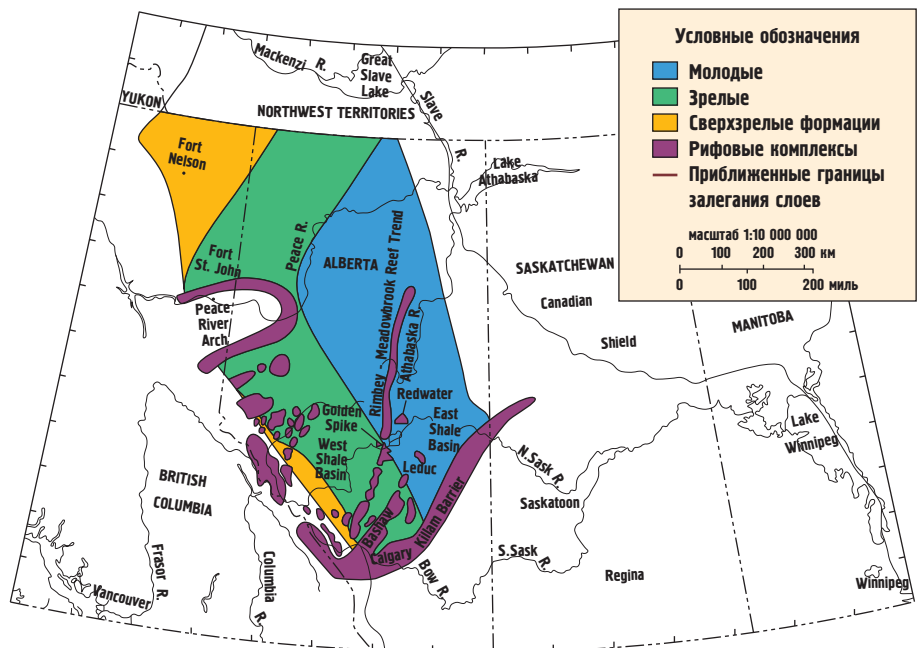 Условные обозначения
Молодые
Зрелые
Сверхзрелые формации
Рифовые комплексы
Приближенные границы
залегания слоев
масштаб 1:10 000 000
0 100 200 300 км
0 100 200 миль
Mackenzi R.
Great
Slave
Lake
Slave
R.
YUKON
NORTHWEST TERRITORIES
Lake
Athabaska
Fort
Nelson
Peace R.
ALBERTA
Fort
St. John
Peace
River
Arch
Rimbey – Meadowbrook Reef Trend
Athabaska R.
SASKATCHEWAN
Canadian
Shield
MANITOBA
Redwater
Golden
Spike
East
Shale
Basin
West
Shale
Basin
Leduc
Lake
Winnipeg
BRITISH
COLUMBIA
N.Sask R.
Saskatoon
Bashaw
Killam Barrier
Calgary
Bow R.
S.Sask R.
Regina
Winnipeg
Vancouver
Frasor R.
Columbia
R.